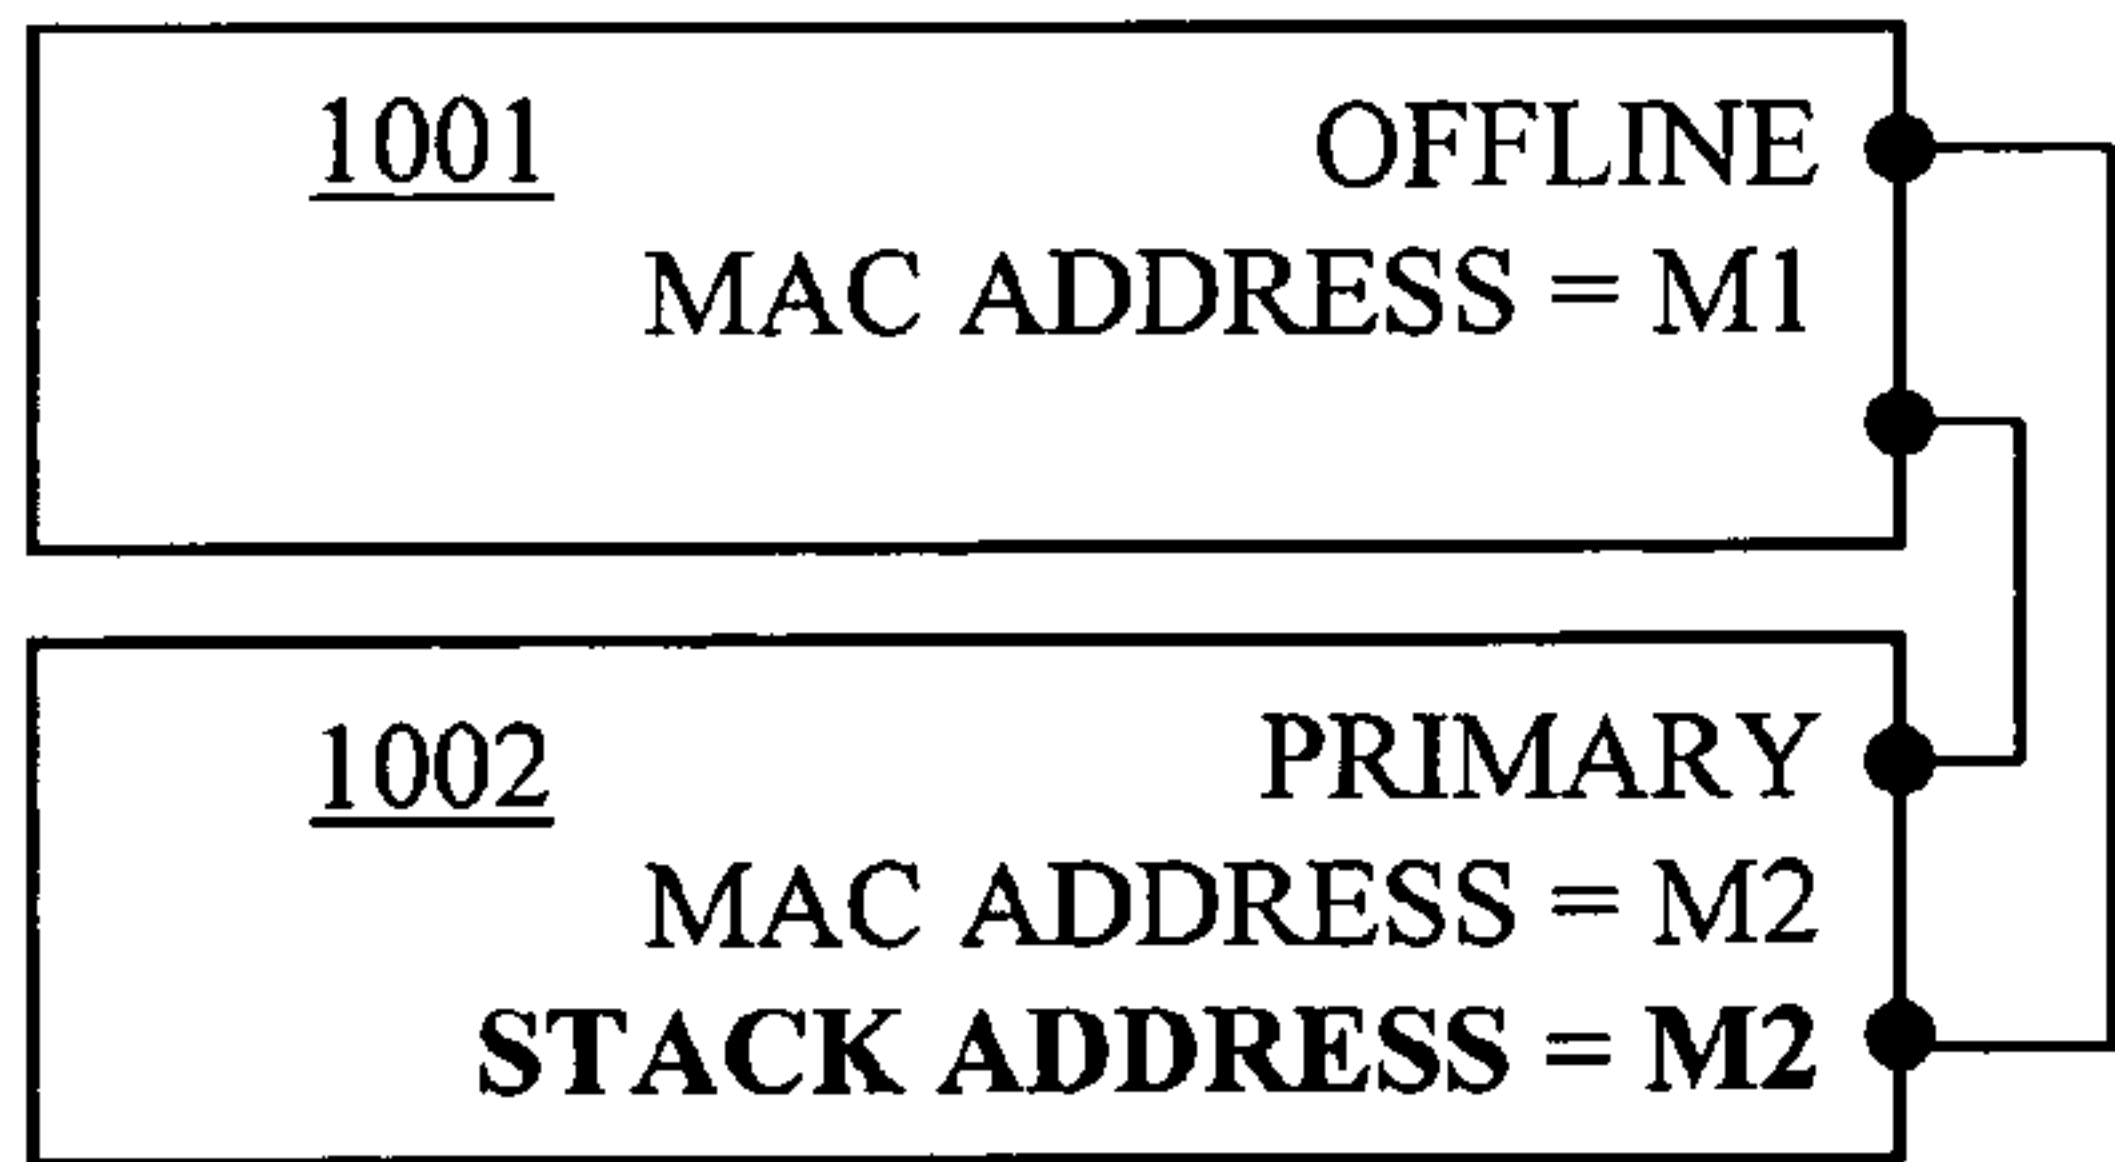 1001 OFFLINE
MAC ADDRESS = M1
1002 PRIMARY
MAC ADDRESS = M2
STACK ADDRESS = M2